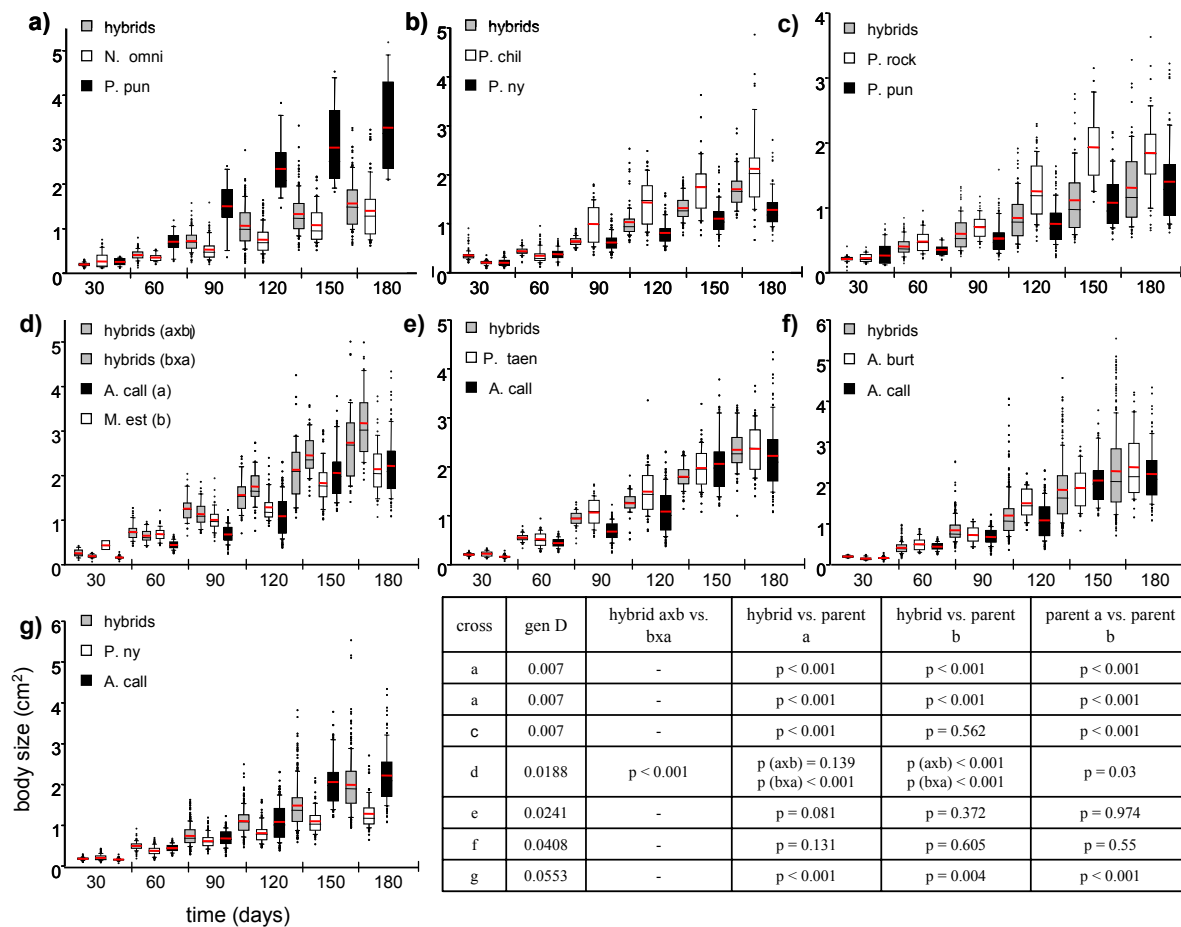 a)
hybrids
N. omni
P. pun
5
4
3
2
1
0
30 60 90 120 150 180
b)
hybrids
P. chil
P. ny
5
4
3
2
1
0
30 60 90 120 150 180
c)
hybrids
P. rock
P. pun
4
3
2
1
0
30 60 90 120 150 180
d)
hybrids (axb)
hybrids (bxa)
A. call (a)
M. est (b)
5
4
3
2
1
0
30 60 90 120 150 180
e)
hybrids
P. taen
A. call
5
4
3
2
1
0
30 60 90 120 150 180
f)
hybrids
A. burt
A. call
6
5
4
3
2
1
0
30 60 90 120 150 180
g)
hybrids
P. ny
A. call
6
5
4
3
2
1
0
30 60 90 120 150 180
body size (cm²)
time (days)
cross gen D hybrid axb vs. bxa hybrid vs. parent a hybrid vs. parent b parent a vs. parent b
a 0.007 - p < 0.001 p < 0.001 p < 0.001
a 0.007 - p < 0.001 p < 0.001 p < 0.001
c 0.007 - p < 0.001 p = 0.562 p < 0.001
d 0.0188 p < 0.001 p (axb) = 0.139 p (bxa) < 0.001 p (axb) < 0.001 p (bxa) < 0.001 p = 0.03
e 0.0241 - p = 0.081 p = 0.372 p = 0.974
f 0.0408 - p = 0.131 p = 0.605 p = 0.55
g 0.0553 - p < 0.001 p = 0.004 p < 0.001